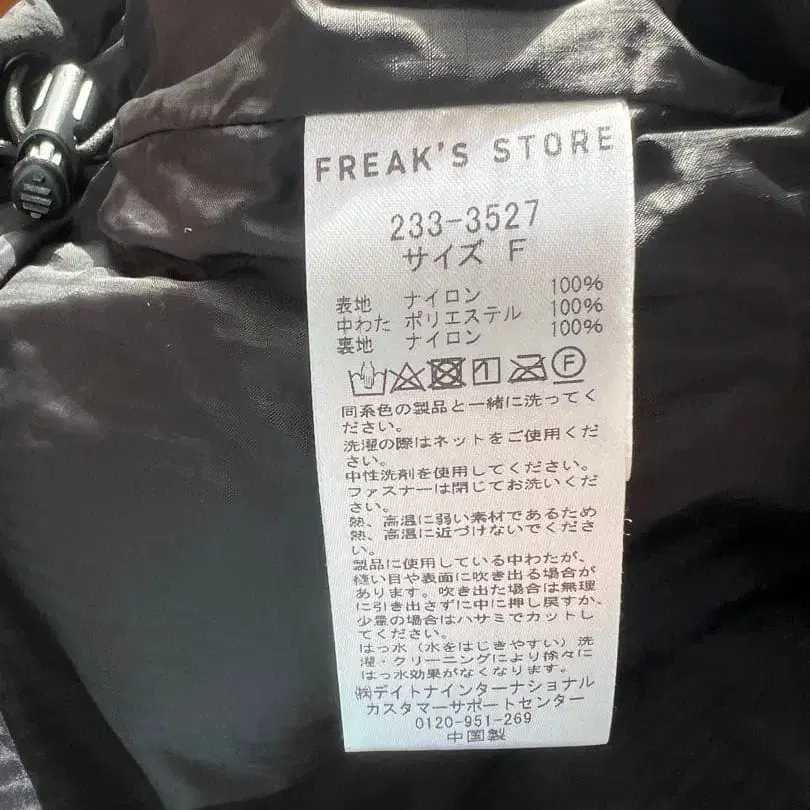 FREAK'S STORE
233-3527
サイズ F
表地 ナイロン 100%
中わた ポリエステル 100%
裏地 ナイロン 100%
F
同系色の製品と一緒に洗ってく
ださい。
洗濯の際はネットをご使用くだ
さい。
中性洗剤を使用してください。
ファスナーは閉じてお洗いくだ
さい。
熱、高温に弱い素材であるため
熱、高温に近づけないでくださ
い。
製品に使用している中わたが、
縫い目や表面に吹き出る場合が
あります。吹き出た場合は無理
に引き出さずに中に押し戻すか、
少量の場合はハサミでカットし
てください。
はっ水（水をはじきやすい）洗
濯・クリーニングにより徐々に
はっ水効果がなくなります。
㈱デイトナインターナショナル
カスタマーサポートセンター
0120-951-269
中国製